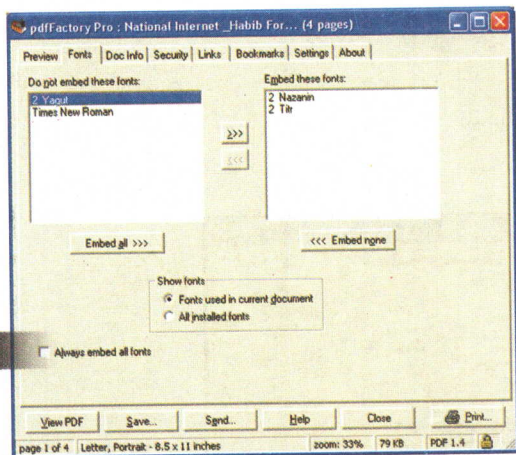 pdfFactory Pro : National Internet _Habib For... (4 pages)
Preview Fonts Doc Info Security Links Bookmarks Settings About
Do not embed these fonts:
2 Yagut
Times New Roman
>>>
<<<
Embed these fonts:
2 Nazanin
2 Titr
Embed all >>>
<<< Embed none
Show fonts
Fonts used in current document
All installed fonts
Always embed all fonts
View PDF Save... Send... Help Close Print...
page 1 of 4 Letter, Portrait - 8.5 x 11 inches zoom: 33% 79 KB PDF 1.4